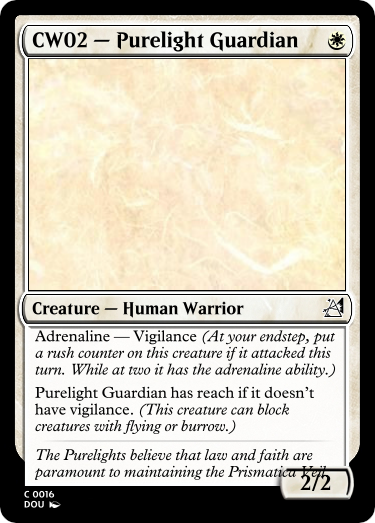 CW02 — Purelight Guardian
Creature — Human Warrior
Adrenaline — Vigilance (At your endstep, put
a rush counter on this creature if it attacked this
turn. While at two it has the adrenaline ability.)
Purelight Guardian has reach if it doesn't
have vigilance. (This creature can block
creatures with flying or burrow.)
The Purelights believe that law and faith are
paramount to maintaining the Prismatica Veil.
2/2
C 0016
DOU